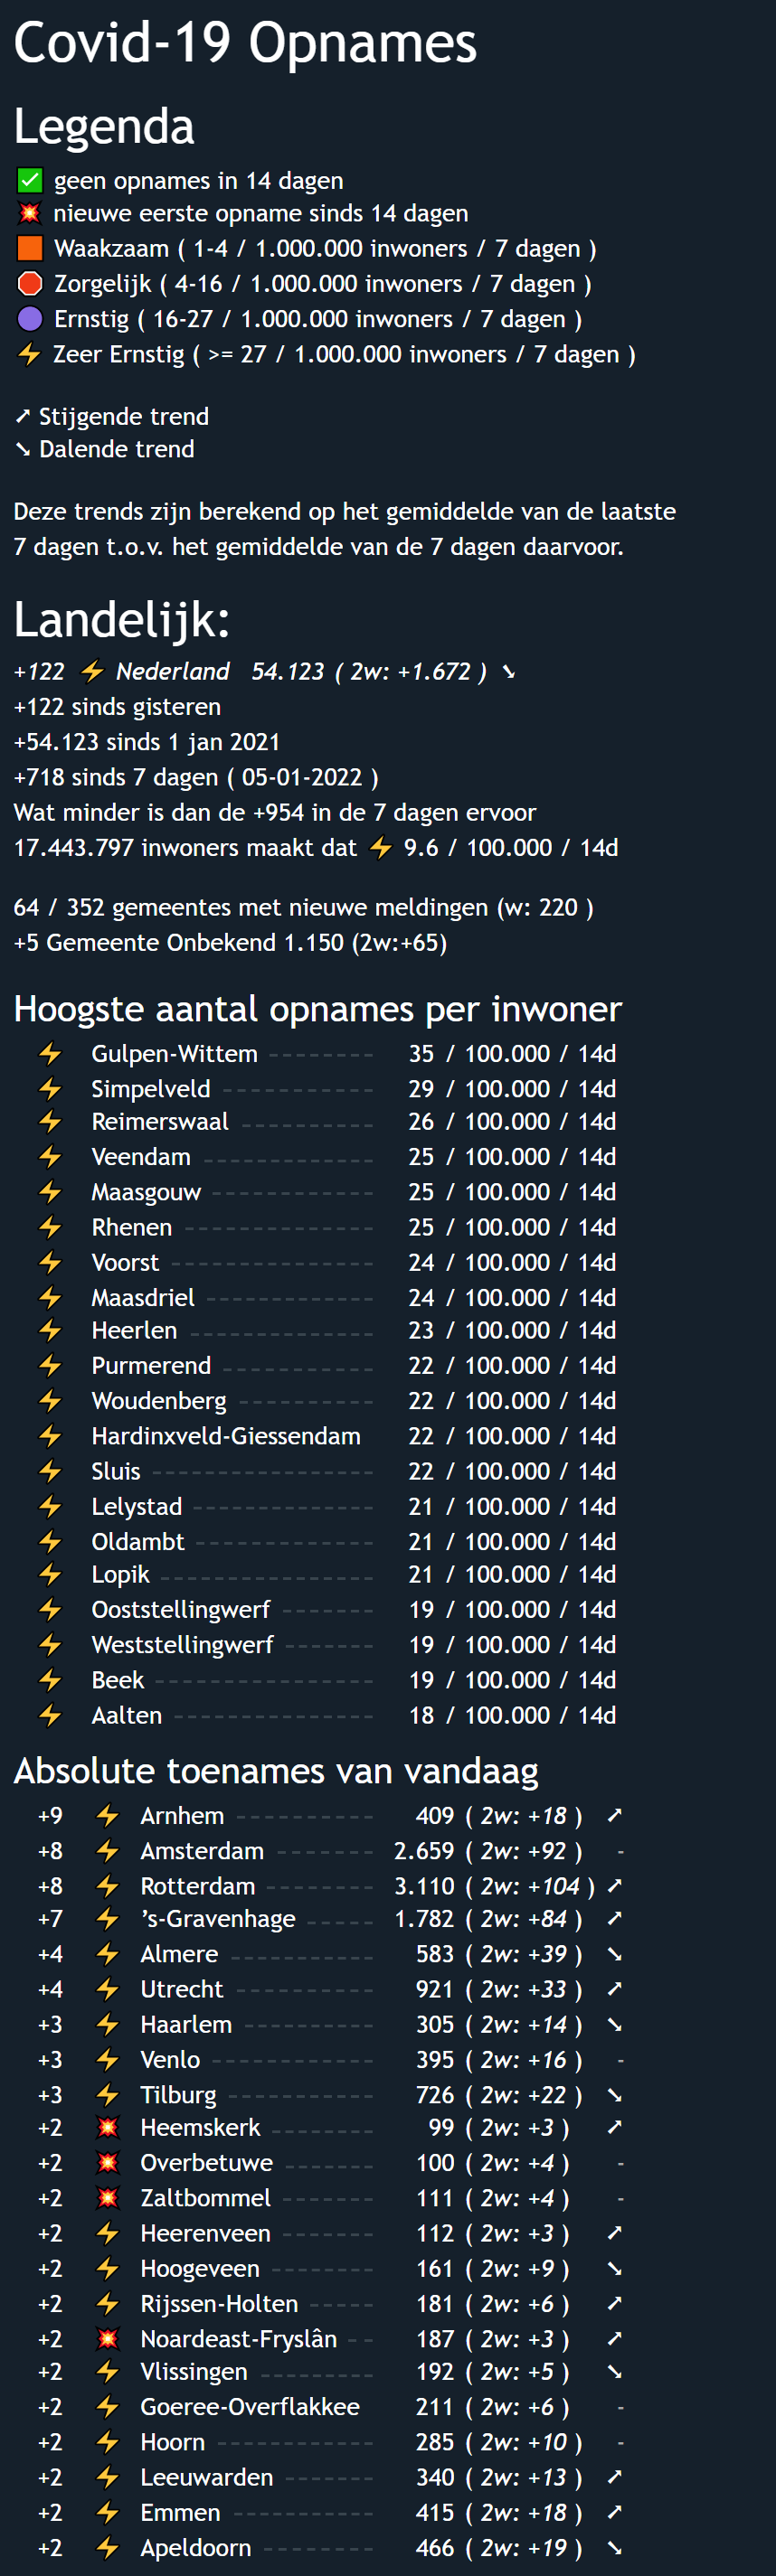 Covid-19 Opnames
Legenda
✅ geen opnames in 14 dagen
💥 nieuwe eerste opname sinds 14 dagen
🟧 Waakzaam ( 1-4 / 1.000.000 inwoners / 7 dagen )
🛑 Zorgelijk ( 4-16 / 1.000.000 inwoners / 7 dagen )
🟣 Ernstig ( 16-27 / 1.000.000 inwoners / 7 dagen )
⚡ Zeer Ernstig ( >= 27 / 1.000.000 inwoners / 7 dagen )
➚ Stijgende trend
➘ Dalende trend
Deze trends zijn berekend op het gemiddelde van de laatste
7 dagen t.o.v. het gemiddelde van de 7 dagen daarvoor.
Landelijk:
+122 ⚡ Nederland 54.123 ( 2w: +1.672 ) ➘
+122 sinds gisteren
+54.123 sinds 1 jan 2021
+718 sinds 7 dagen ( 05-01-2022 )
Wat minder is dan de +954 in de 7 dagen ervoor
17.443.797 inwoners maakt dat ⚡ 9.6 / 100.000 / 14d
64 / 352 gemeentes met nieuwe meldingen (w: 220 )
+5 Gemeente Onbekend 1.150 (2w:+65)
Hoogste aantal opnames per inwoner
⚡ Gulpen-Wittem 35 / 100.000 / 14d
⚡ Simpelveld 29 / 100.000 / 14d
⚡ Reimerswaal 26 / 100.000 / 14d
⚡ Veendam 25 / 100.000 / 14d
⚡ Maasgouw 25 / 100.000 / 14d
⚡ Rhenen 25 / 100.000 / 14d
⚡ Voorst 24 / 100.000 / 14d
⚡ Maasdriel 24 / 100.000 / 14d
⚡ Heerlen 23 / 100.000 / 14d
⚡ Purmerend 22 / 100.000 / 14d
⚡ Woudenberg 22 / 100.000 / 14d
⚡ Hardinxveld-Giessendam 22 / 100.000 / 14d
⚡ Sluis 22 / 100.000 / 14d
⚡ Lelystad 21 / 100.000 / 14d
⚡ Oldambt 21 / 100.000 / 14d
⚡ Lopik 21 / 100.000 / 14d
⚡ Ooststellingwerf 19 / 100.000 / 14d
⚡ Weststellingwerf 19 / 100.000 / 14d
⚡ Beek 19 / 100.000 / 14d
⚡ Aalten 18 / 100.000 / 14d
Absolute toenames van vandaag
+9 ⚡ Arnhem 409 ( 2w: +18 ) ➚
+8 ⚡ Amsterdam 2.659 ( 2w: +92 ) -
+8 ⚡ Rotterdam 3.110 ( 2w: +104 ) ➚
+7 ⚡ ’s-Gravenhage 1.782 ( 2w: +84 ) ➚
+4 ⚡ Almere 583 ( 2w: +39 ) ➘
+4 ⚡ Utrecht 921 ( 2w: +33 ) ➚
+3 ⚡ Haarlem 305 ( 2w: +14 ) ➘
+3 ⚡ Venlo 395 ( 2w: +16 ) -
+3 ⚡ Tilburg 726 ( 2w: +22 ) ➘
+2 💥 Heemskerk 99 ( 2w: +3 ) ➚
+2 💥 Overbetuwe 100 ( 2w: +4 ) -
+2 💥 Zaltbommel 111 ( 2w: +4 ) -
+2 ⚡ Heerenveen 112 ( 2w: +3 ) ➚
+2 ⚡ Hoogeveen 161 ( 2w: +9 ) ➘
+2 ⚡ Rijssen-Holten 181 ( 2w: +6 ) ➚
+2 💥 Noardeast-Fryslân 187 ( 2w: +3 ) ➚
+2 ⚡ Vlissingen 192 ( 2w: +5 ) ➘
+2 ⚡ Goeree-Overflakkee 211 ( 2w: +6 ) -
+2 ⚡ Hoorn 285 ( 2w: +10 ) -
+2 ⚡ Leeuwarden 340 ( 2w: +13 ) ➚
+2 ⚡ Emmen 415 ( 2w: +18 ) ➚
+2 ⚡ Apeldoorn 466 ( 2w: +19 ) ➘